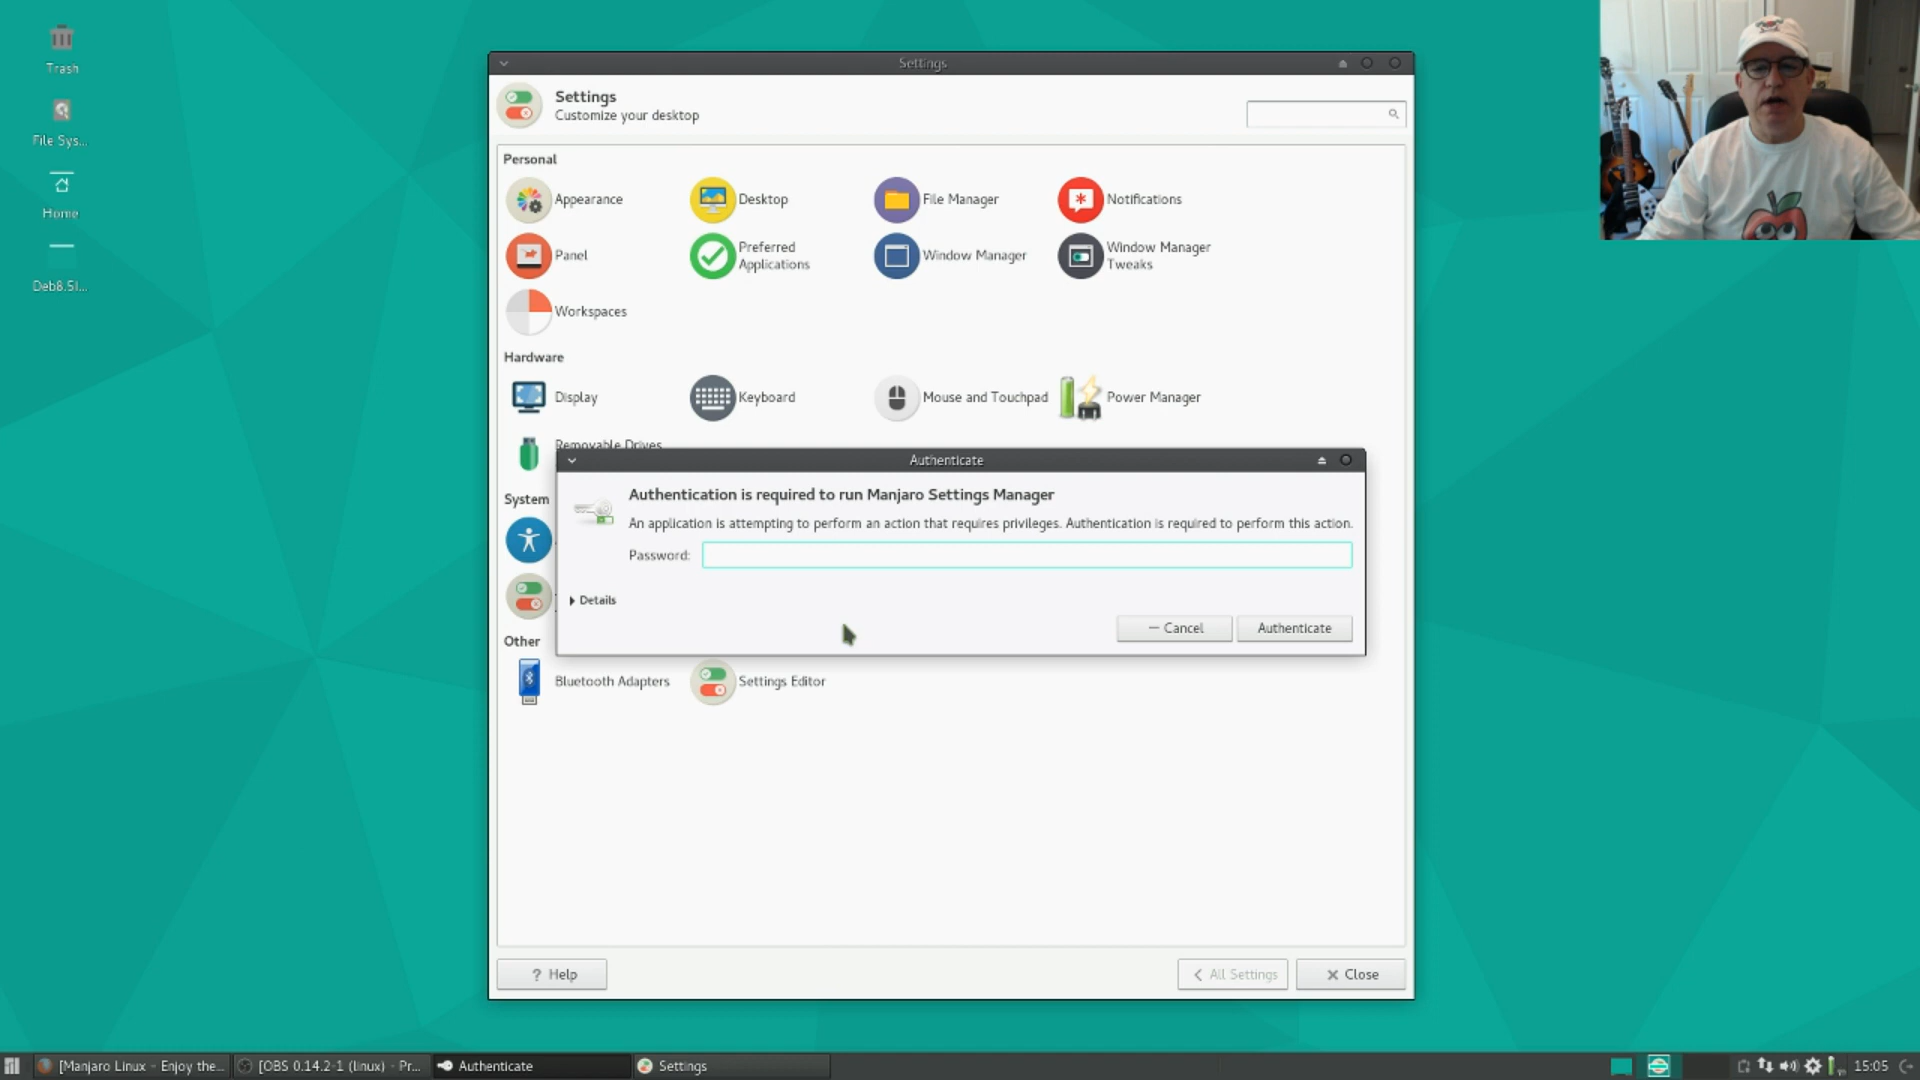 Trash
File Sys...
Home
Deb8.5l...
Settings
Settings
Customize your desktop
Personal
Appearance
Desktop
File Manager
Notifications
Panel
Preferred
Applications
Window Manager
Window Manager
Tweaks
Workspaces
Hardware
Display
Keyboard
Mouse and Touchpad
Power Manager
Removable Drives
Authenticate
Authentication is required to run Manjaro Settings Manager
An application is attempting to perform an action that requires privileges. Authentication is required to perform this action.
Password:
Details
Cancel
Authenticate
System
Other
Bluetooth Adapters
Settings Editor
? Help
All Settings
Close
[Manjaro Linux - Enjoy the...
[OBS 0.14.2-1 (linux) - Pr...
Authenticate
Settings
15:05